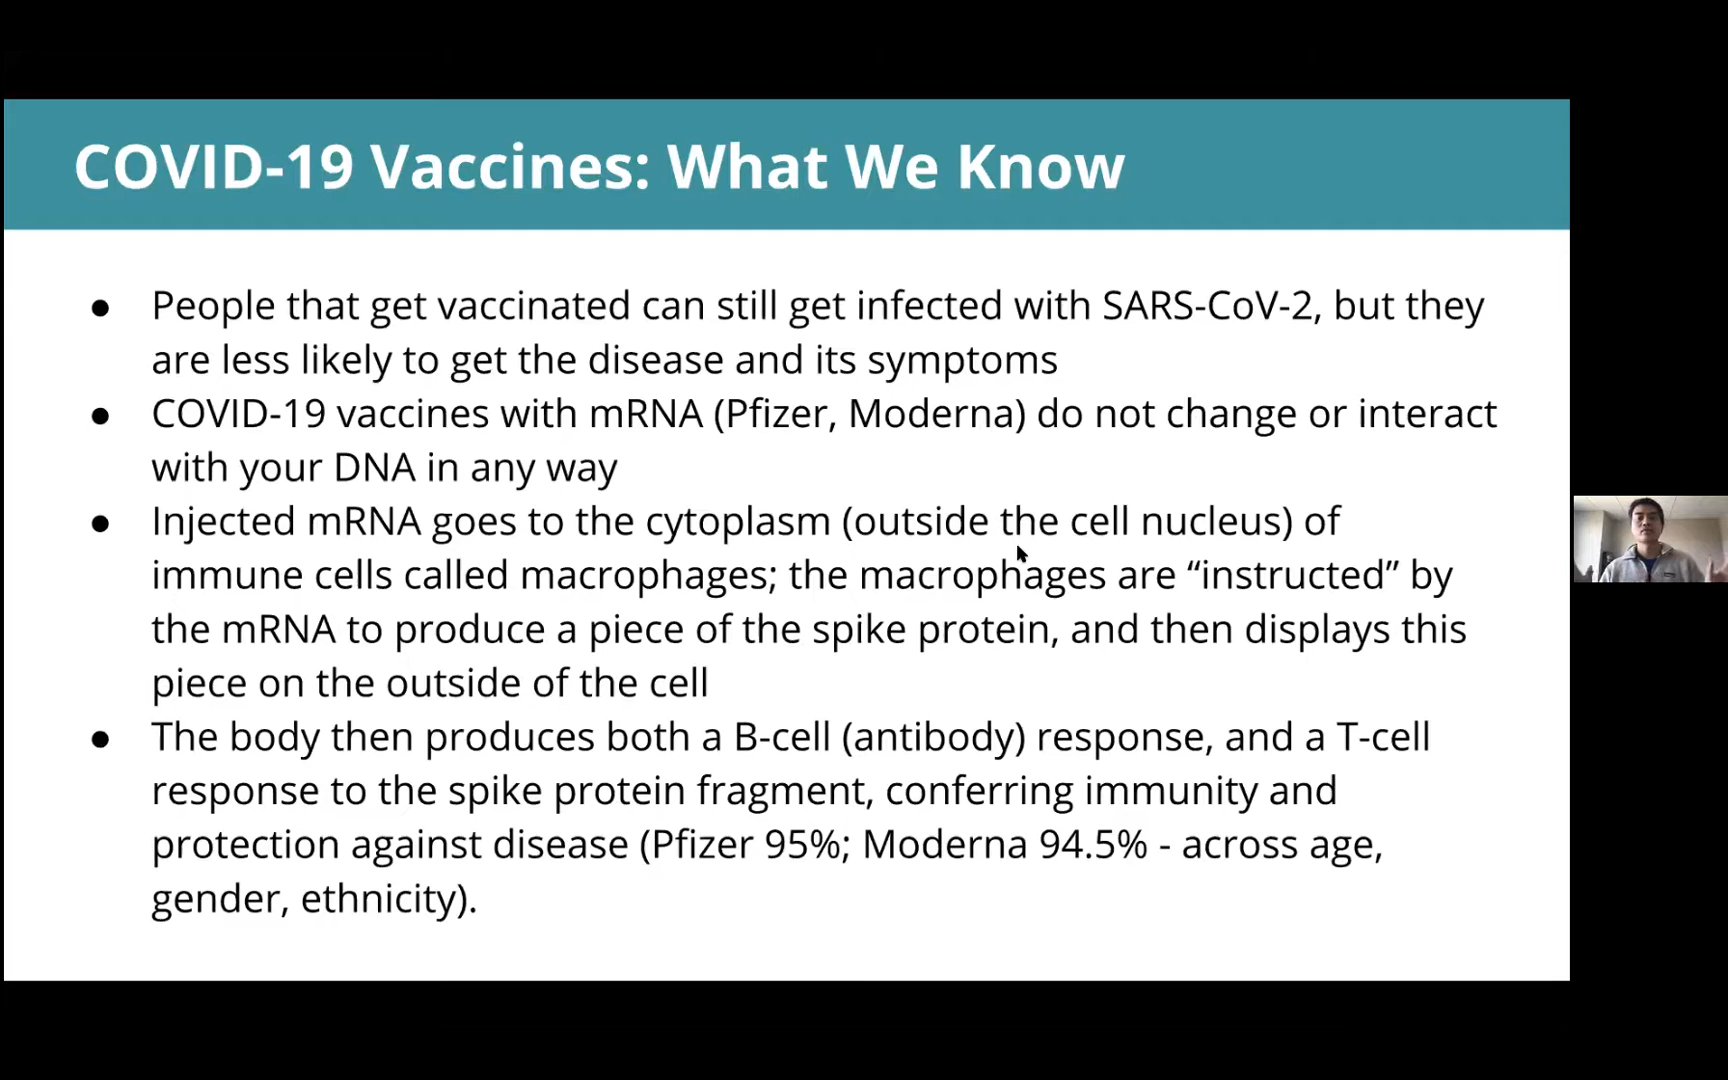 COVID-19 Vaccines: What We Know
● People that get vaccinated can still get infected with SARS-CoV-2, but they
are less likely to get the disease and its symptoms
● COVID-19 vaccines with mRNA (Pfizer, Moderna) do not change or interact
with your DNA in any way
● Injected mRNA goes to the cytoplasm (outside the cell nucleus) of
immune cells called macrophages; the macrophages are “instructed” by
the mRNA to produce a piece of the spike protein, and then displays this
piece on the outside of the cell
● The body then produces both a B-cell (antibody) response, and a T-cell
response to the spike protein fragment, conferring immunity and
protection against disease (Pfizer 95%; Moderna 94.5% - across age,
gender, ethnicity).